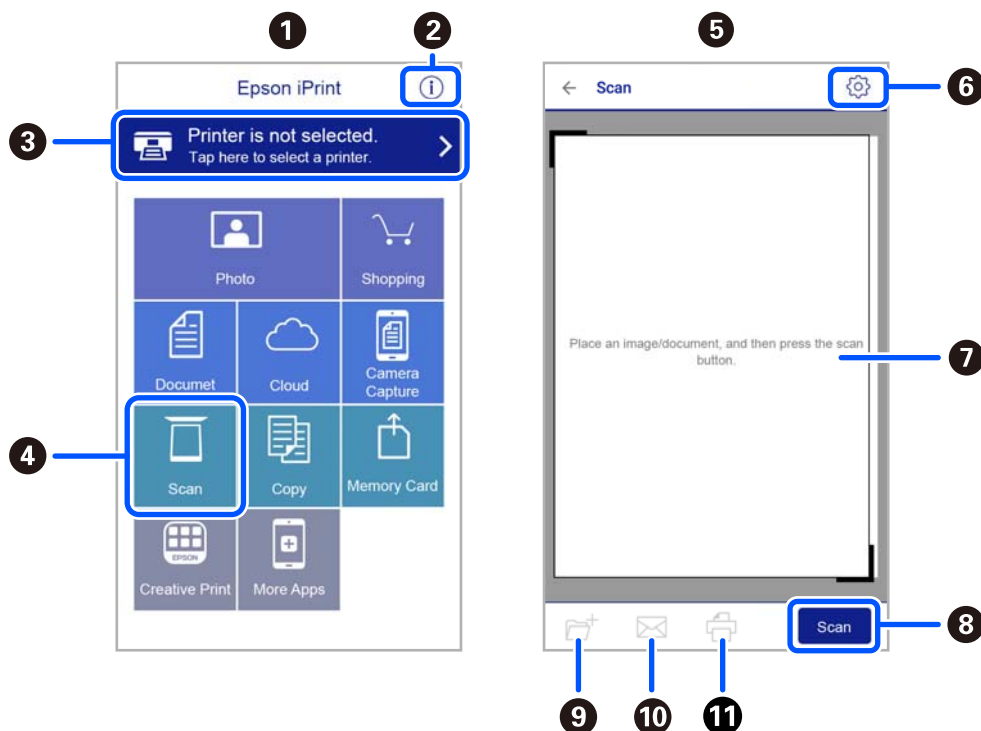 1
2
3
4
5
6
7
8
9
10
11
Epson iPrint
Printer is not selected.
Tap here to select a printer.
Photo
Shopping
Documet
Cloud
Camera
Capture
Scan
Copy
Memory Card
EPSON
Creative Print
More Apps
Scan
Place an image/document, and then press the scan
button.
Scan